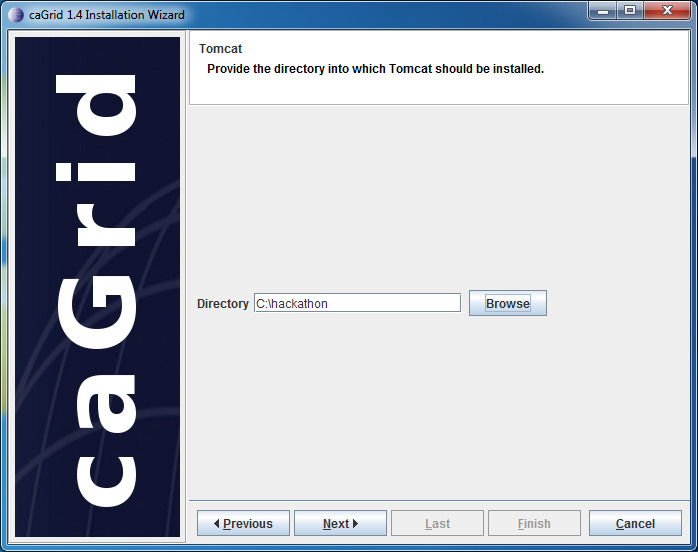 caGrid 1.4 Installation Wizard
caGrid
Tomcat
Provide the directory into which Tomcat should be installed.
Directory C:\hackathon Browse
Previous Next Last Finish Cancel